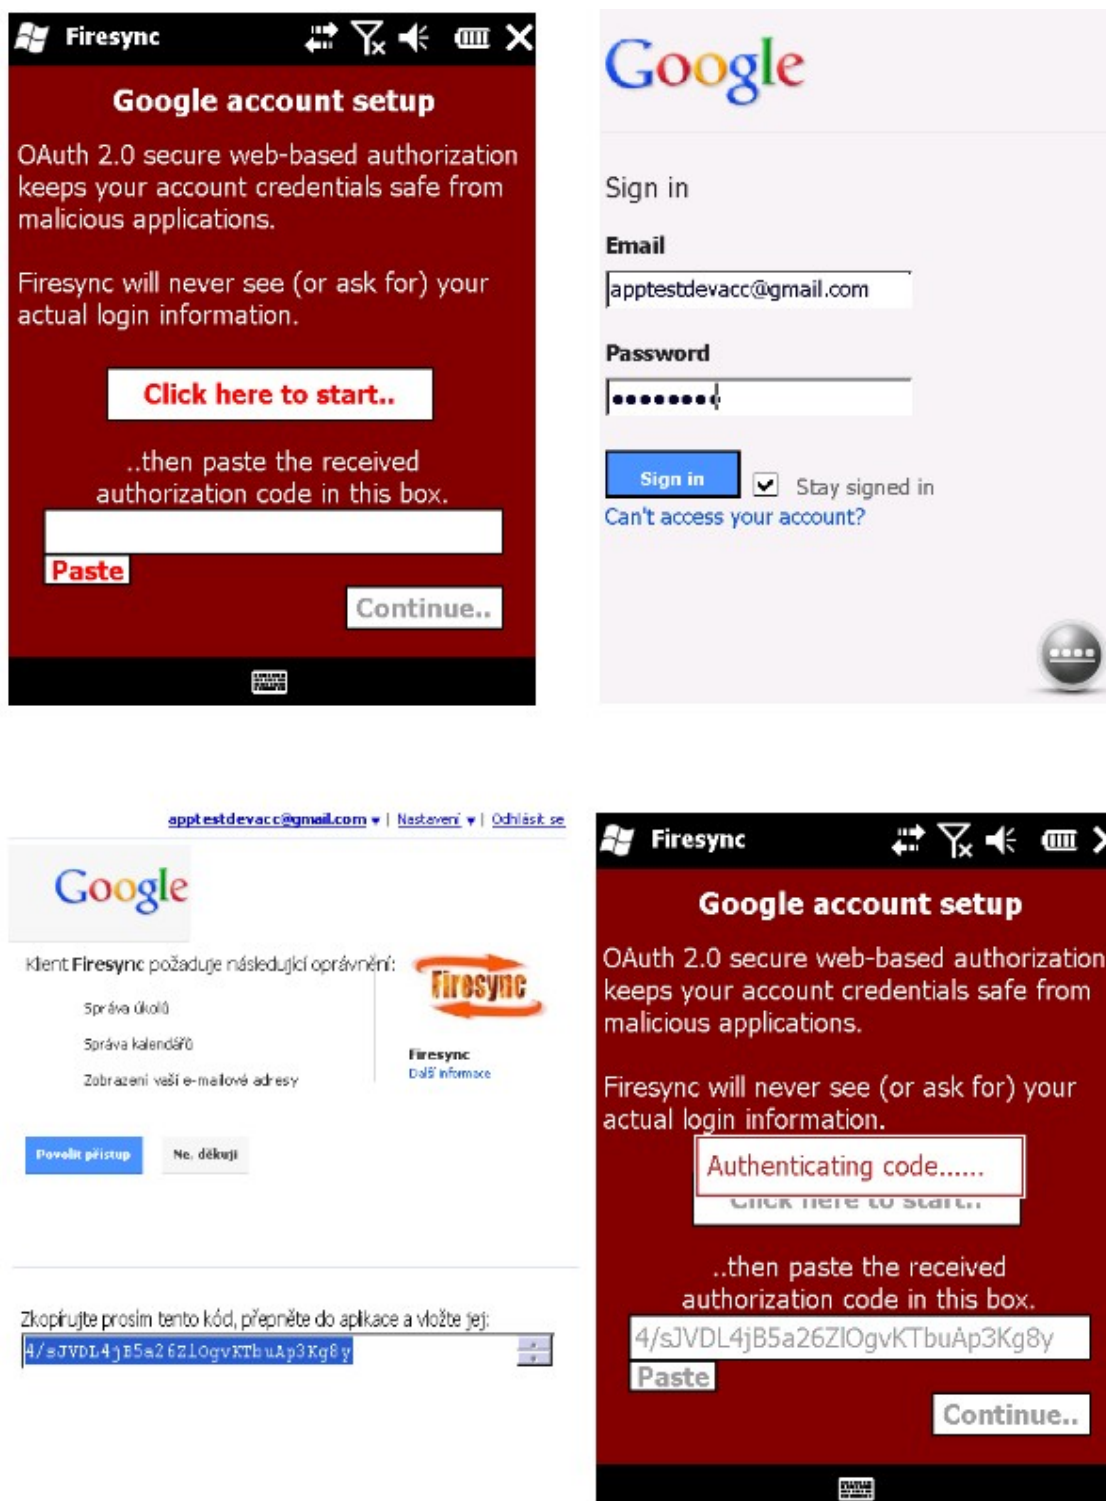 Firesync
Google account setup
OAuth 2.0 secure web-based authorization
keeps your account credentials safe from
malicious applications.
Firesync will never see (or ask for) your
actual login information.
Click here to start..
..then paste the received
authorization code in this box.
Paste
Continue..
Google
Sign in
Email
apptestdevacc@gmail.com
Password
Sign in
Stay signed in
Can't access your account?
apptestdevacc@gmail.com | Nastavení | Odhlásit se
Google
Klient Firesync požaduje následující oprávnění:
Firesync
Správa úkolů
Správa kalendářů
Zobrazení vaší e-mailové adresy
Firesync
Další informace
Povolit přístup
Ne, děkuji
Zkopírujte prosím tento kód, přepněte do aplikace a vložte jej:
4/sJVDL4jB5a26ZlOgvKTbuAp3Kg8y
Firesync
Google account setup
OAuth 2.0 secure web-based authorization
keeps your account credentials safe from
malicious applications.
Firesync will never see (or ask for) your
actual login information.
Authenticating code......
Click here to start..
..then paste the received
authorization code in this box.
4/sJVDL4jB5a26ZlOgvKTbuAp3Kg8y
Paste
Continue..